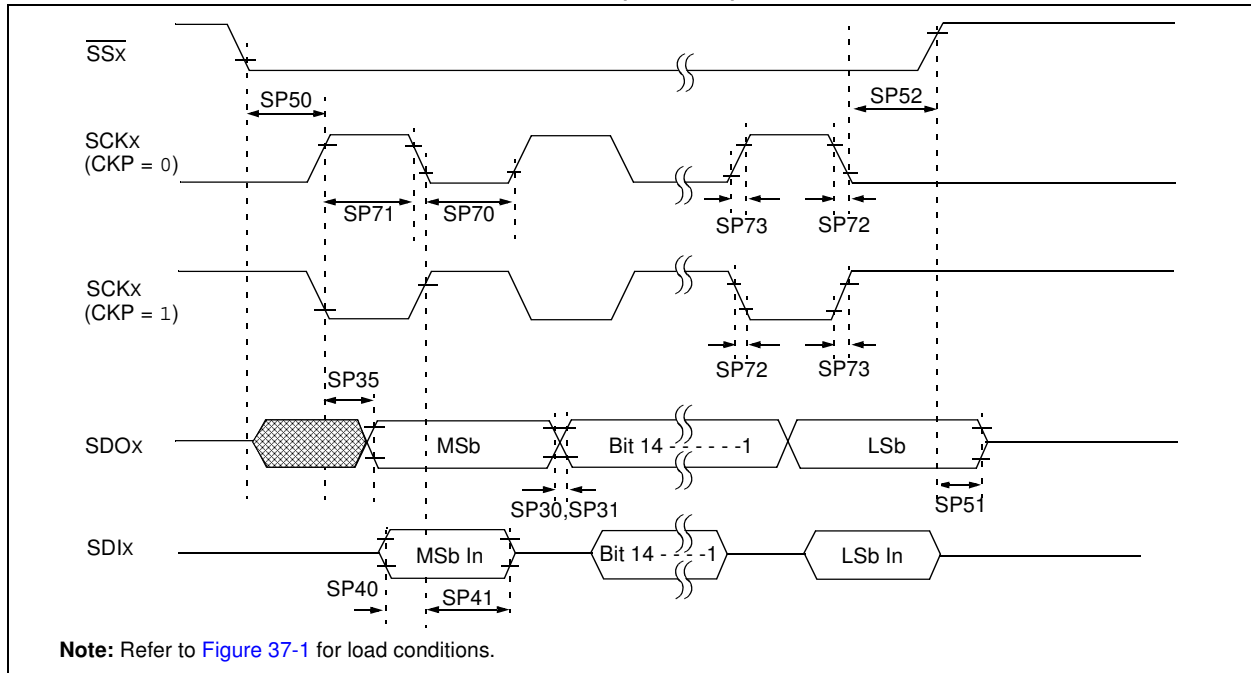 SSx
SP50
SP52
SCKx
(CKP = 0)
SP71
SP70
SP73
SP72
SCKx
(CKP = 1)
SP72
SP73
SP35
SDOx
MSb
Bit 14 - - - - - -1
LSb
SP30,SP31
SP51
SDIx
MSb In
Bit 14 - - - -1
LSb In
SP40
SP41
Note: Refer to Figure 37-1 for load conditions.